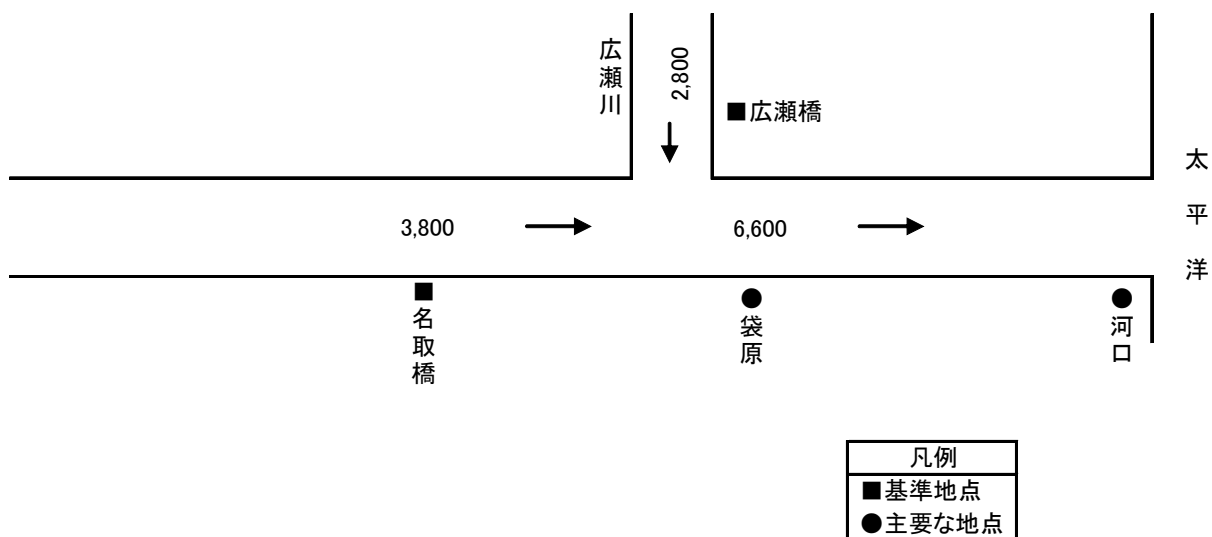 広瀬川
2,800
■広瀬橋
太平洋
3,800
6,600
■
名取橋
●
袋原
●
河口
凡例
■基準地点
●主要な地点